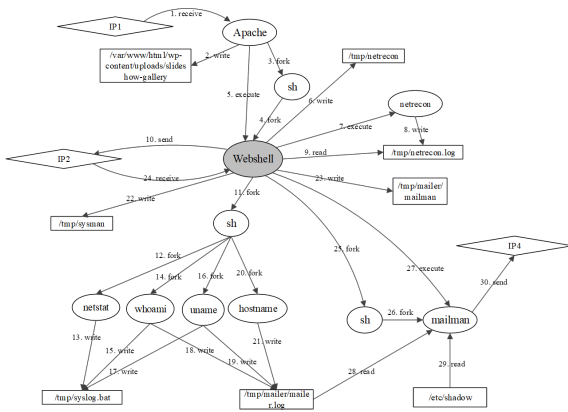 1. receive
IP1
Apache
2. write
/var/www/html/wp-
content/uploads/slides
how-gallery
3. fork
/tmp/netrecon
sh
5. execute
6. write
netrecon
4. fork
7. execute
8. write
10. send
9. read
/tmp/netrecon.log
IP2
Webshell
24. receive
23. write
/tmp/mailer/
mailman
11. fork
22. write
/tmp/sysman
sh
IP4
12. fork
14. fork
16. fork
20. fork
25. fork
27. execute
30. send
netstat
whoami
uname
hostname
sh
26. fork
mailman
13. write
15. write
18. write
21. write
19. write
17. write
28. read
29. read
/tmp/syslog.bat
/tmp/mailer/maile
r.log
/etc/shadow